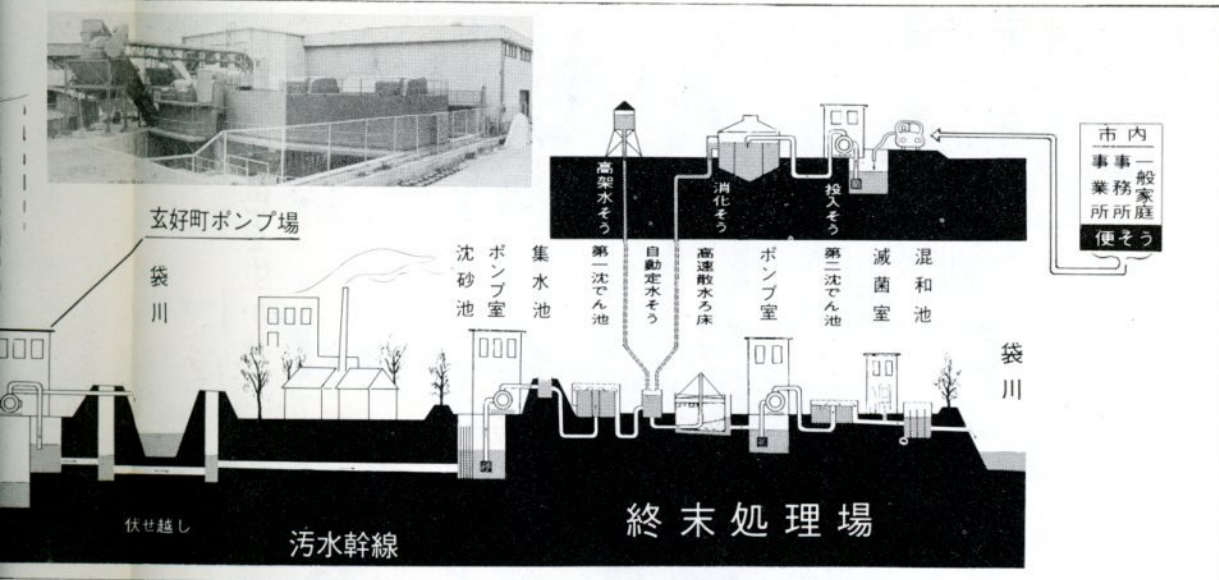 高架水そう
消化そう
投入そう
市内
一般家庭
事務所
事業所
便そう
玄好町ポンプ場
袋川
沈砂池
ポンプ室
集水池
第一沈でん池
自動定水そう
高速散水ろ床
ポンプ室
第二沈でん池
滅菌室
混和池
袋川
伏せ越し
汚水幹線
終末処理場